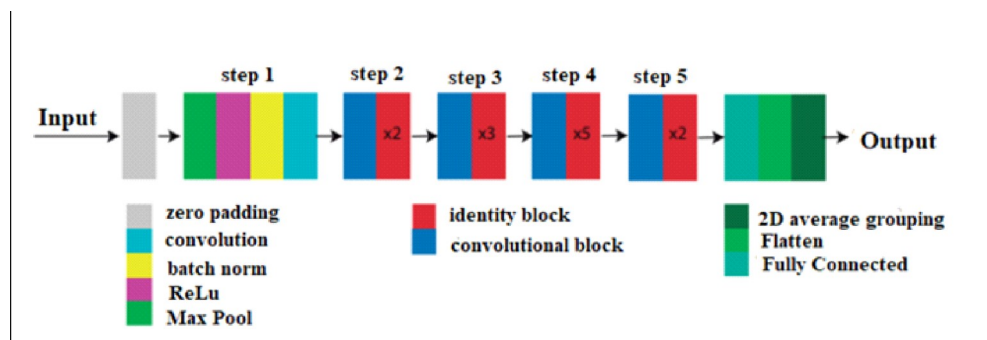 step 1
step 2
step 3
step 4
step 5
Input
x2
x3
x5
x2
Output
zero padding
convolution
batch norm
ReLu
Max Pool
identity block
convolutional block
2D average grouping
Flatten
Fully Connected